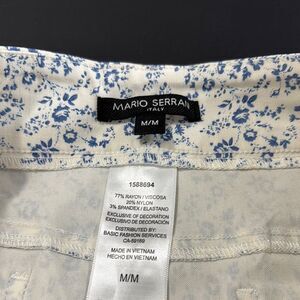 MARIO SERRANI
ITALY
M/M
1588694
77% RAYON / VISCOSA
20% NYLON
3% SPANDEX / ELASTANO
EXCLUSIVE OF DECORATION
EXCLUSIVO DE DECORACIÓN
DISTRIBUTED BY:
BASIC FASHION SERVICES
CA-59169
MADE IN VIETNAM
HECHO EN VIETNAM
M/M